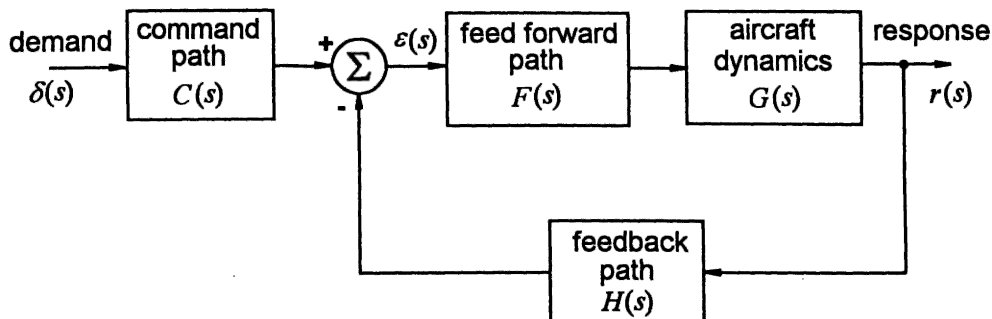 demand
δ(s)
command
path
C(s)
+
Σ
-
ε(s)
feed forward
path
F(s)
aircraft
dynamics
G(s)
response
r(s)
feedback
path
H(s)